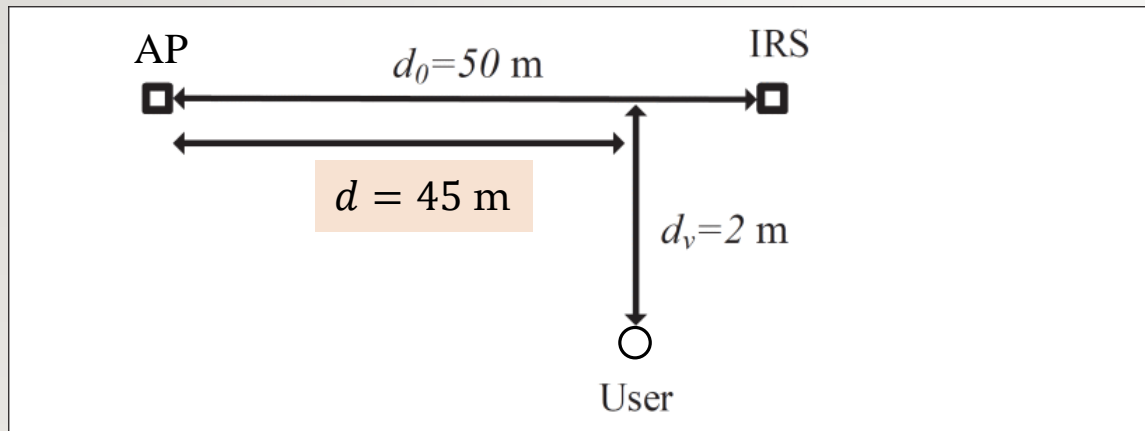 AP
IRS
d₀=50 m
d = 45 m
dᵥ=2 m
User